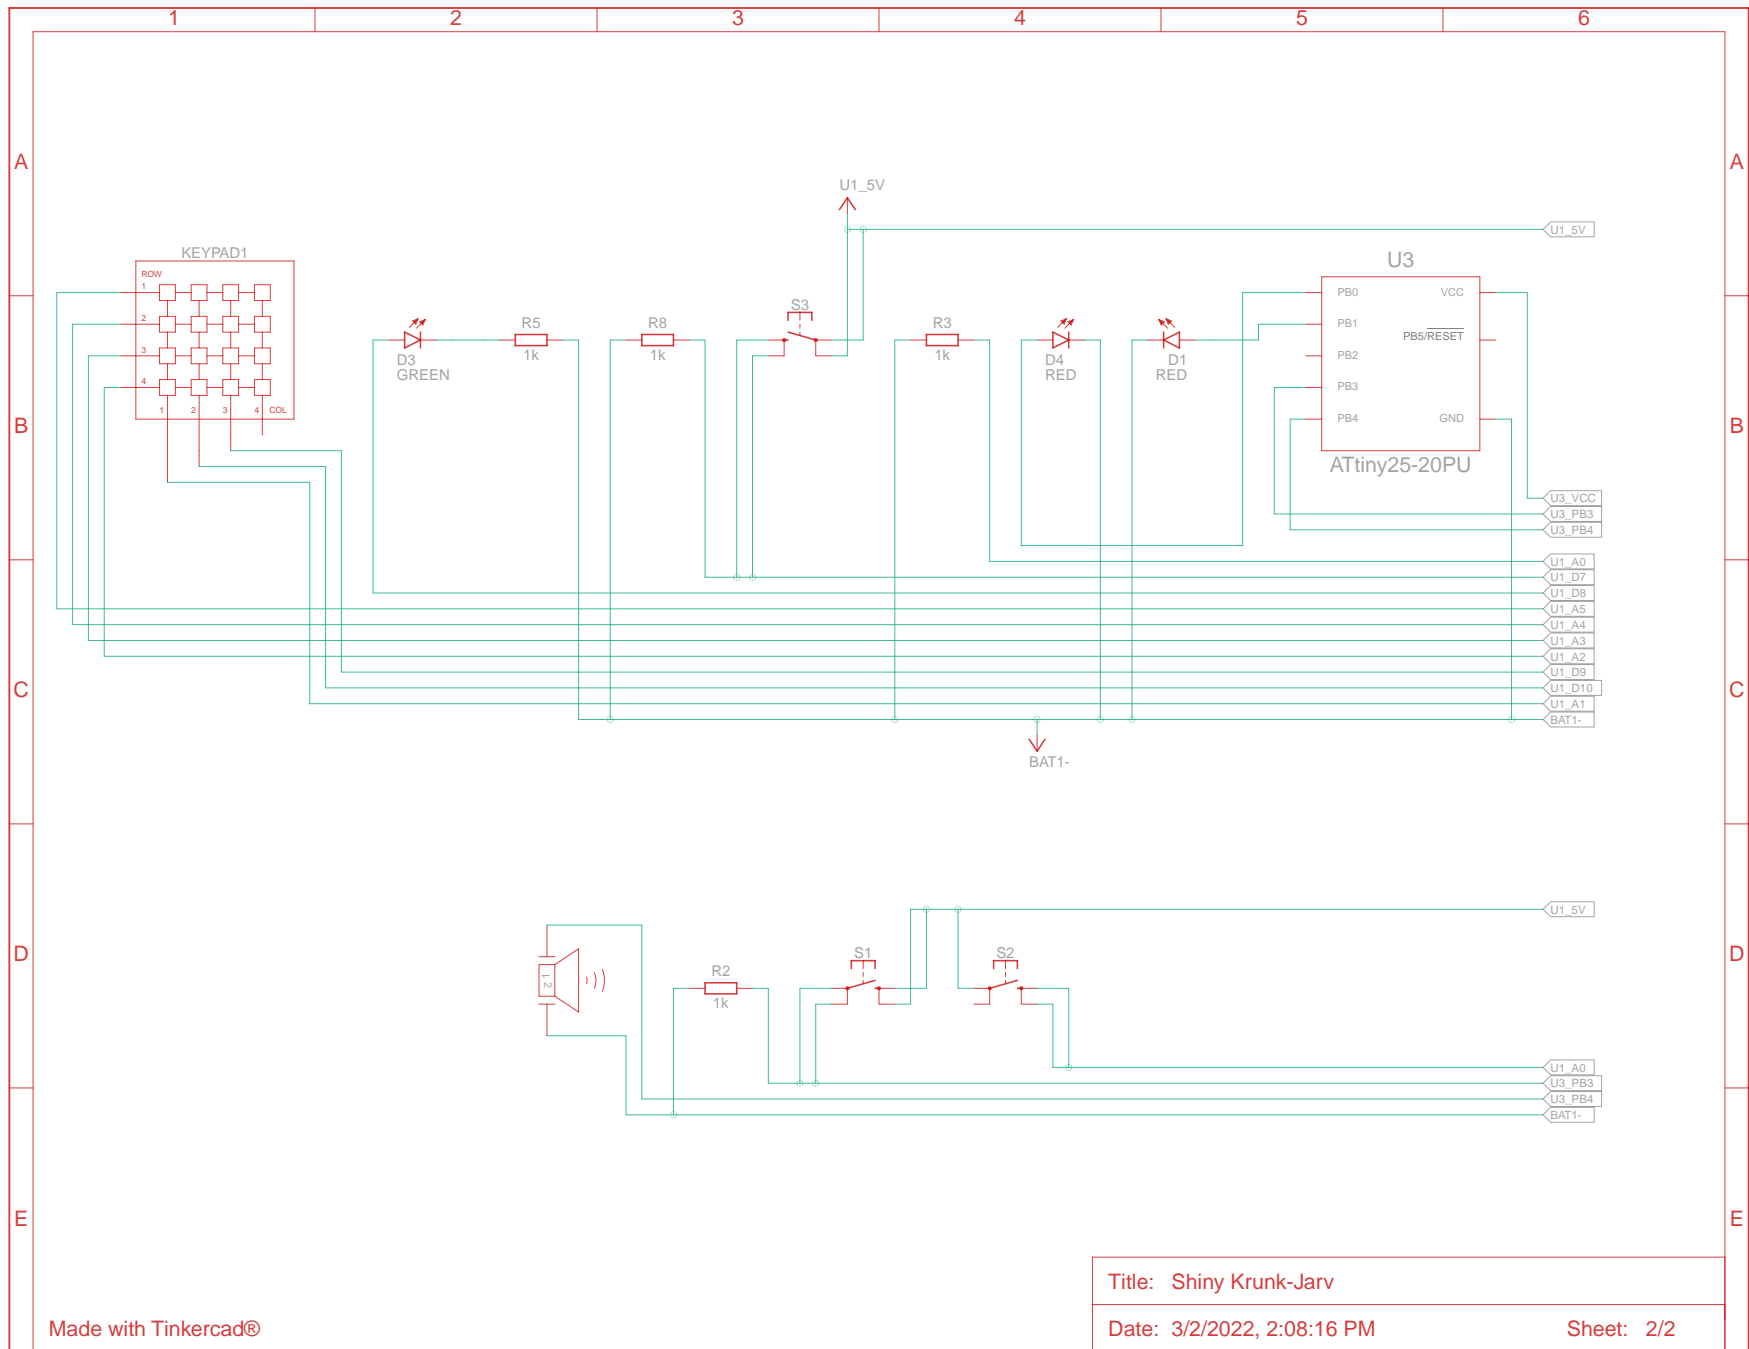 1 2 3 4 5 6
A A
U1_5V
U1_5V
KEYPAD1
ROW
1
2
3
4
1 2 3 4 COL
U3
PB0 VCC
PB1
PB5/RESET
PB2
PB3
PB4 GND
ATtiny25-20PU
S3
R5 R8 R3
1k 1k 1k
D3 D4 D1
GREEN RED RED
B B
U3_VCC
U3_PB3
U3_PB4
U1_A0
U1_D7
U1_D8
U1_A5
U1_A4
U1_A3
U1_A2
U1_D9
U1_D10
U1_A1
BAT1-
C C
BAT1-
U1_5V
D D
S1 S2
R2
1k
1 2
U1_A0
U3_PB3
U3_PB4
BAT1-
E E
Title: Shiny Krunk-Jarv
Made with Tinkercad®
Date: 3/2/2022, 2:08:16 PM Sheet: 2/2